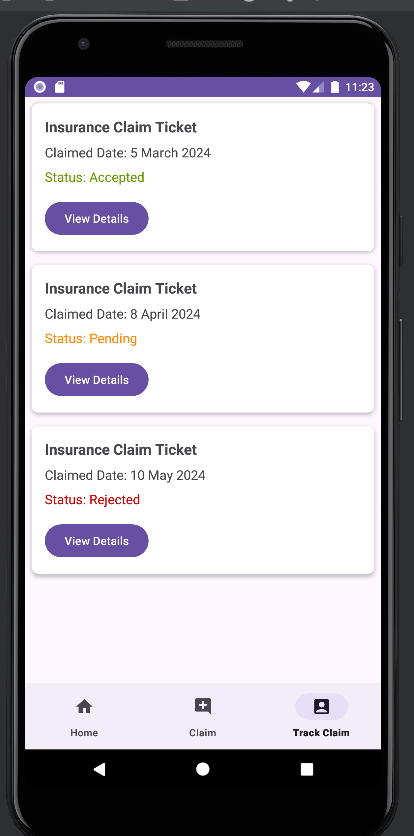 11:23
Insurance Claim Ticket
Claimed Date: 5 March 2024
Status: Accepted
View Details
Insurance Claim Ticket
Claimed Date: 8 April 2024
Status: Pending
View Details
Insurance Claim Ticket
Claimed Date: 10 May 2024
Status: Rejected
View Details
Home
Claim
Track Claim